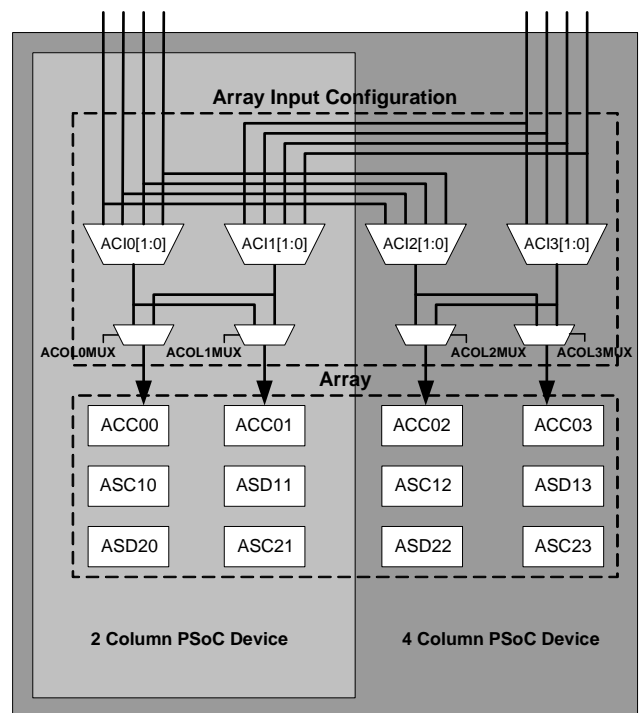 Array Input Configuration
ACI0[1:0] ACI1[1:0] ACI2[1:0] ACI3[1:0]
ACOL0MUX ACOL1MUX ACOL2MUX ACOL3MUX
Array
ACC00 ACC01 ACC02 ACC03
ASC10 ASD11 ASC12 ASD13
ASD20 ASC21 ASD22 ASC23
2 Column PSoC Device 4 Column PSoC Device